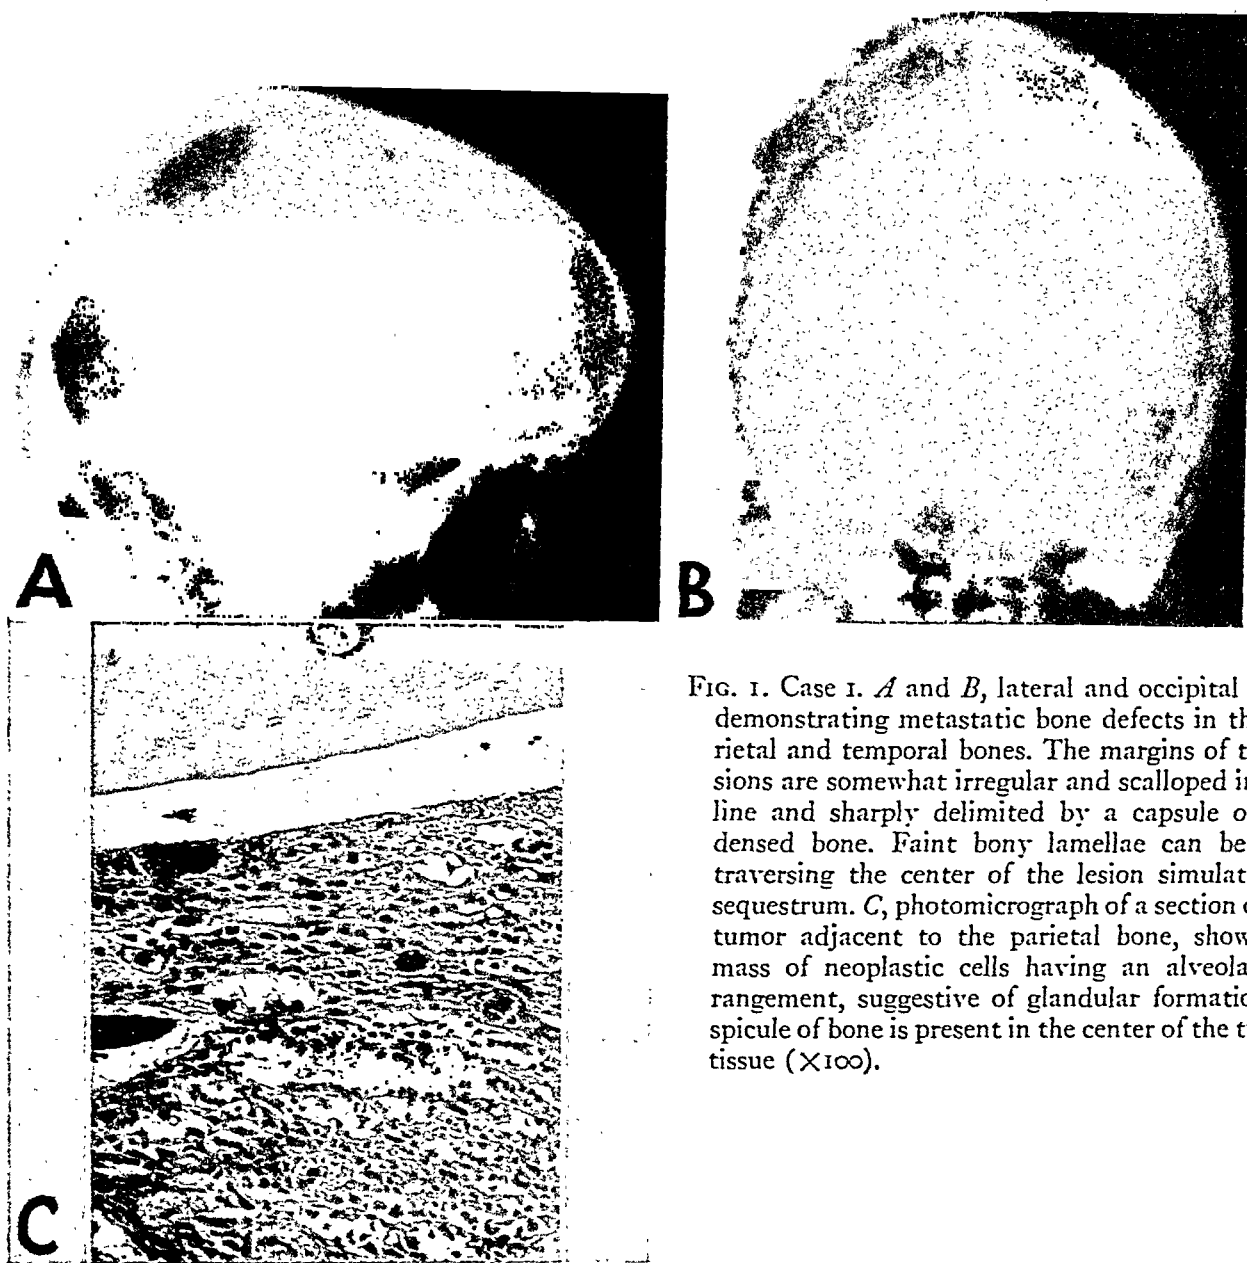 A
B
C
FIG. 1. Case 1. A and B, lateral and occipital
demonstrating metastatic bone defects in th
rietal and temporal bones. The margins of t
sions are somewhat irregular and scalloped in
line and sharply delimited by a capsule o
densed bone. Faint bony lamellae can be
traversing the center of the lesion simulat
sequestrum. C, photomicrograph of a section o
tumor adjacent to the parietal bone, show
mass of neoplastic cells having an alveola
rangement, suggestive of glandular formatio
spicule of bone is present in the center of the t
tissue (×100).